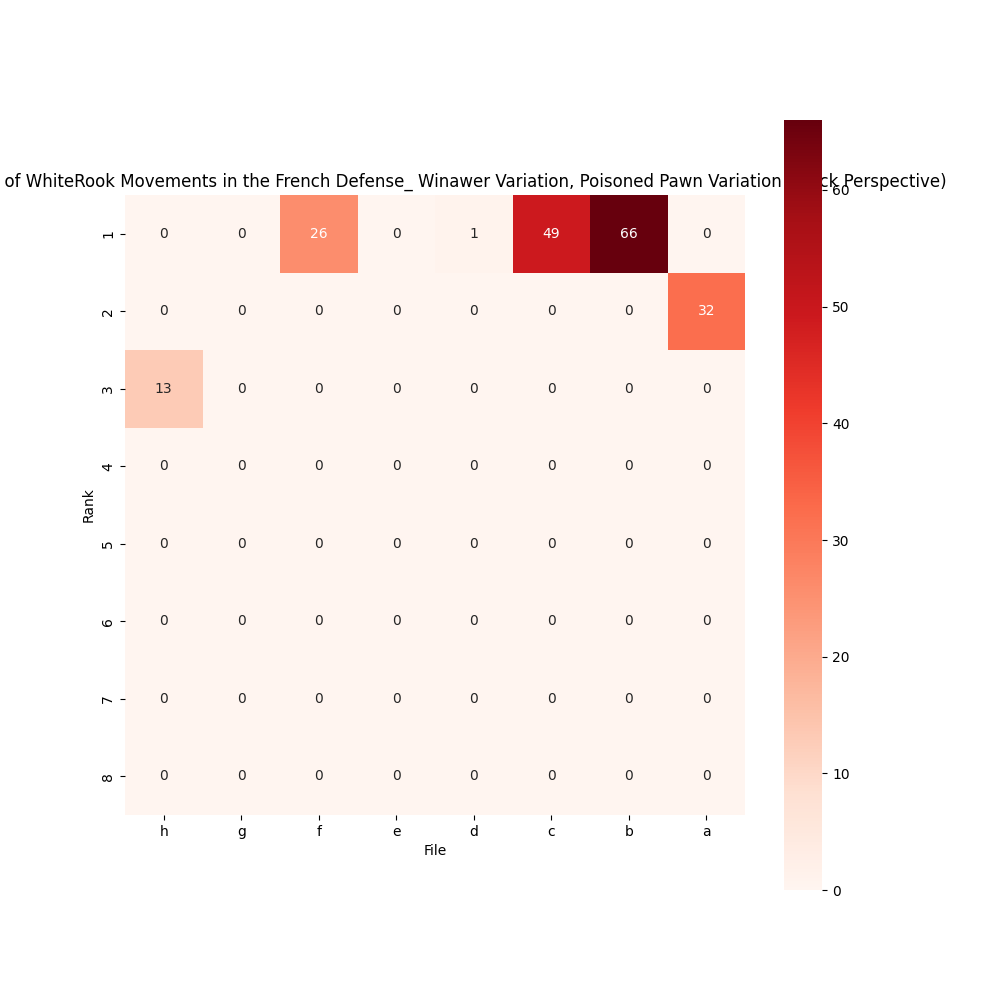 of WhiteRook Movements in the French Defense_ Winawer Variation, Poisoned Pawn Variation ck Perspective)
1 0 0 26 0 1 49 66 0
2 0 0 0 0 0 0 0 32
3 13 0 0 0 0 0 0 0
4 0 0 0 0 0 0 0 0
5 0 0 0 0 0 0 0 0
6 0 0 0 0 0 0 0 0
7 0 0 0 0 0 0 0 0
8 0 0 0 0 0 0 0 0
h g f e d c b a
File
Rank
60
50
40
30
20
10
0